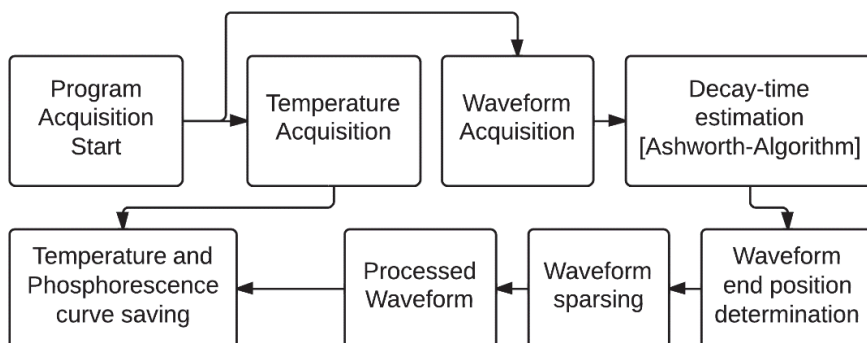 Program
Acquisition
Start
Temperature
Acquisition
Waveform
Acquisition
Decay-time
estimation
[Ashworth-Algorithm]
Temperature and
Phosphorescence
curve saving
Processed
Waveform
Waveform
sparsing
Waveform
end position
determination